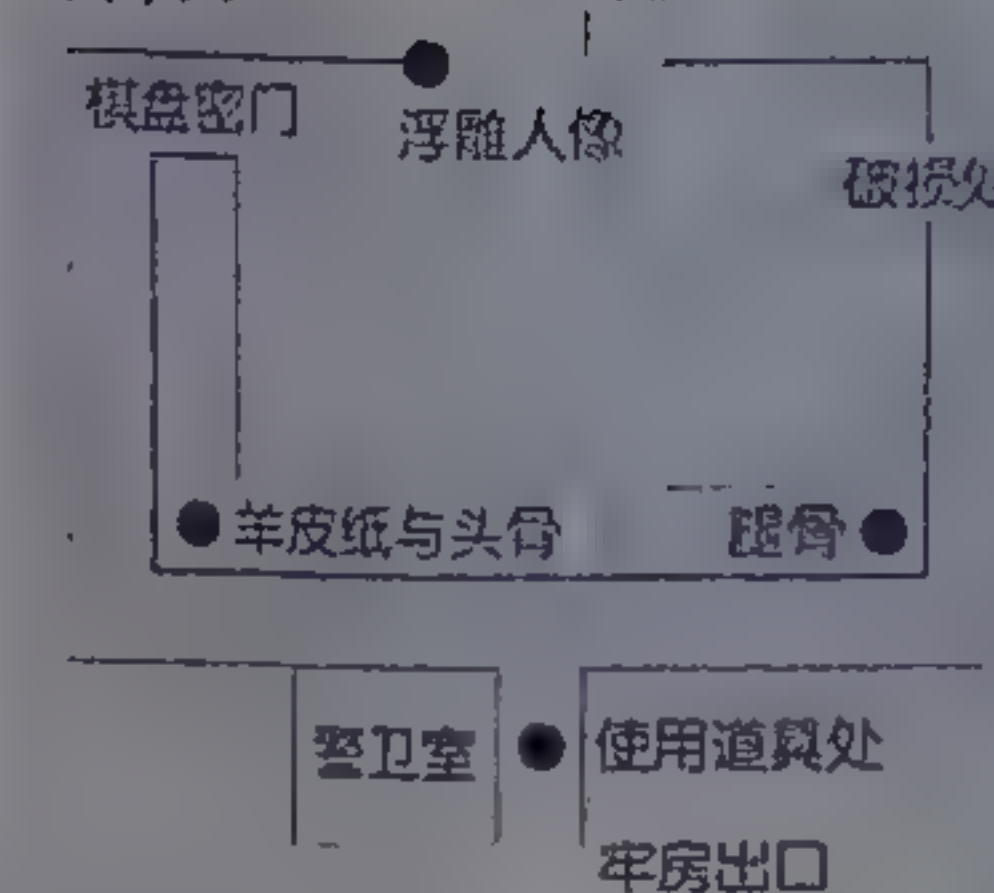 棋盘密门
浮雕人像
破损处
羊皮纸与头骨
腿骨
警卫室
使用道具处
牢房出口